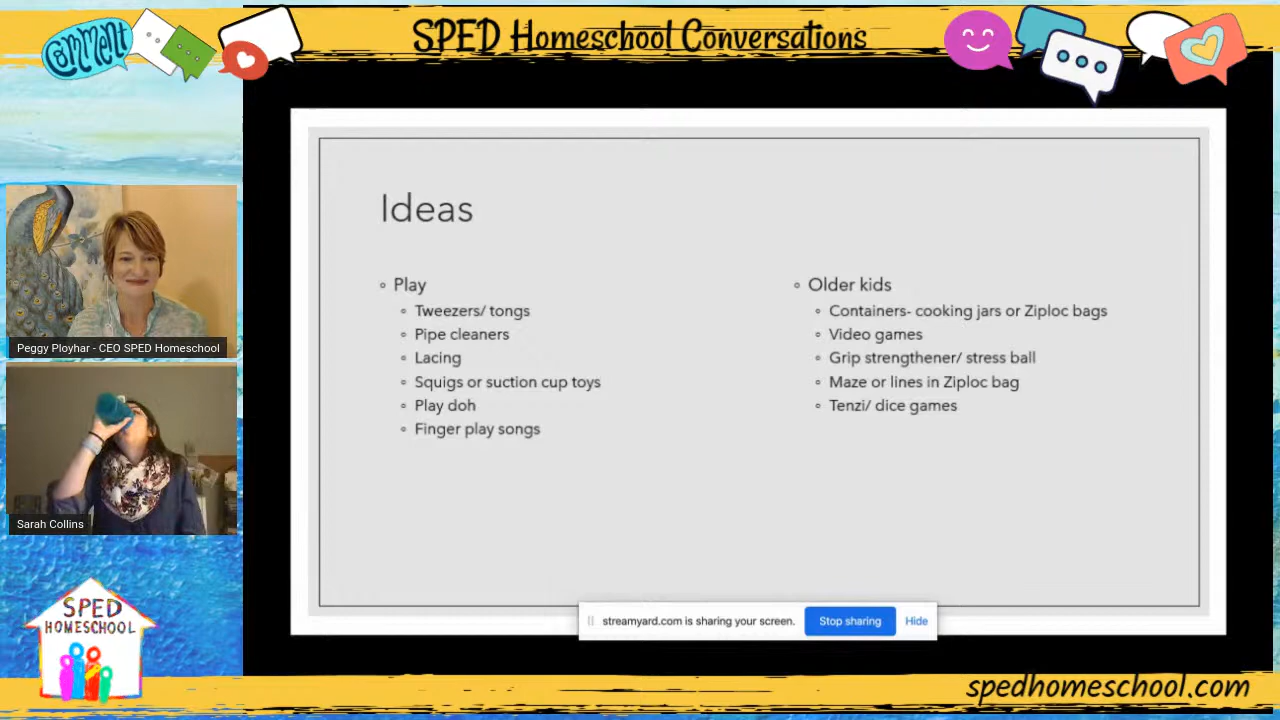 comment
SPED Homeschool Conversations
Peggy Ployhar - CEO SPED Homeschool
Sarah Collins
Ideas
◦ Play
◦ Tweezers/ tongs
◦ Pipe cleaners
◦ Lacing
◦ Squigs or suction cup toys
◦ Play doh
◦ Finger play songs
◦ Older kids
◦ Containers- cooking jars or Ziploc bags
◦ Video games
◦ Grip strengthener/ stress ball
◦ Maze or lines in Ziploc bag
◦ Tenzi/ dice games
streamyard.com is sharing your screen.
Stop sharing
Hide
SPED
HOMESCHOOL
spedhomeschool.com